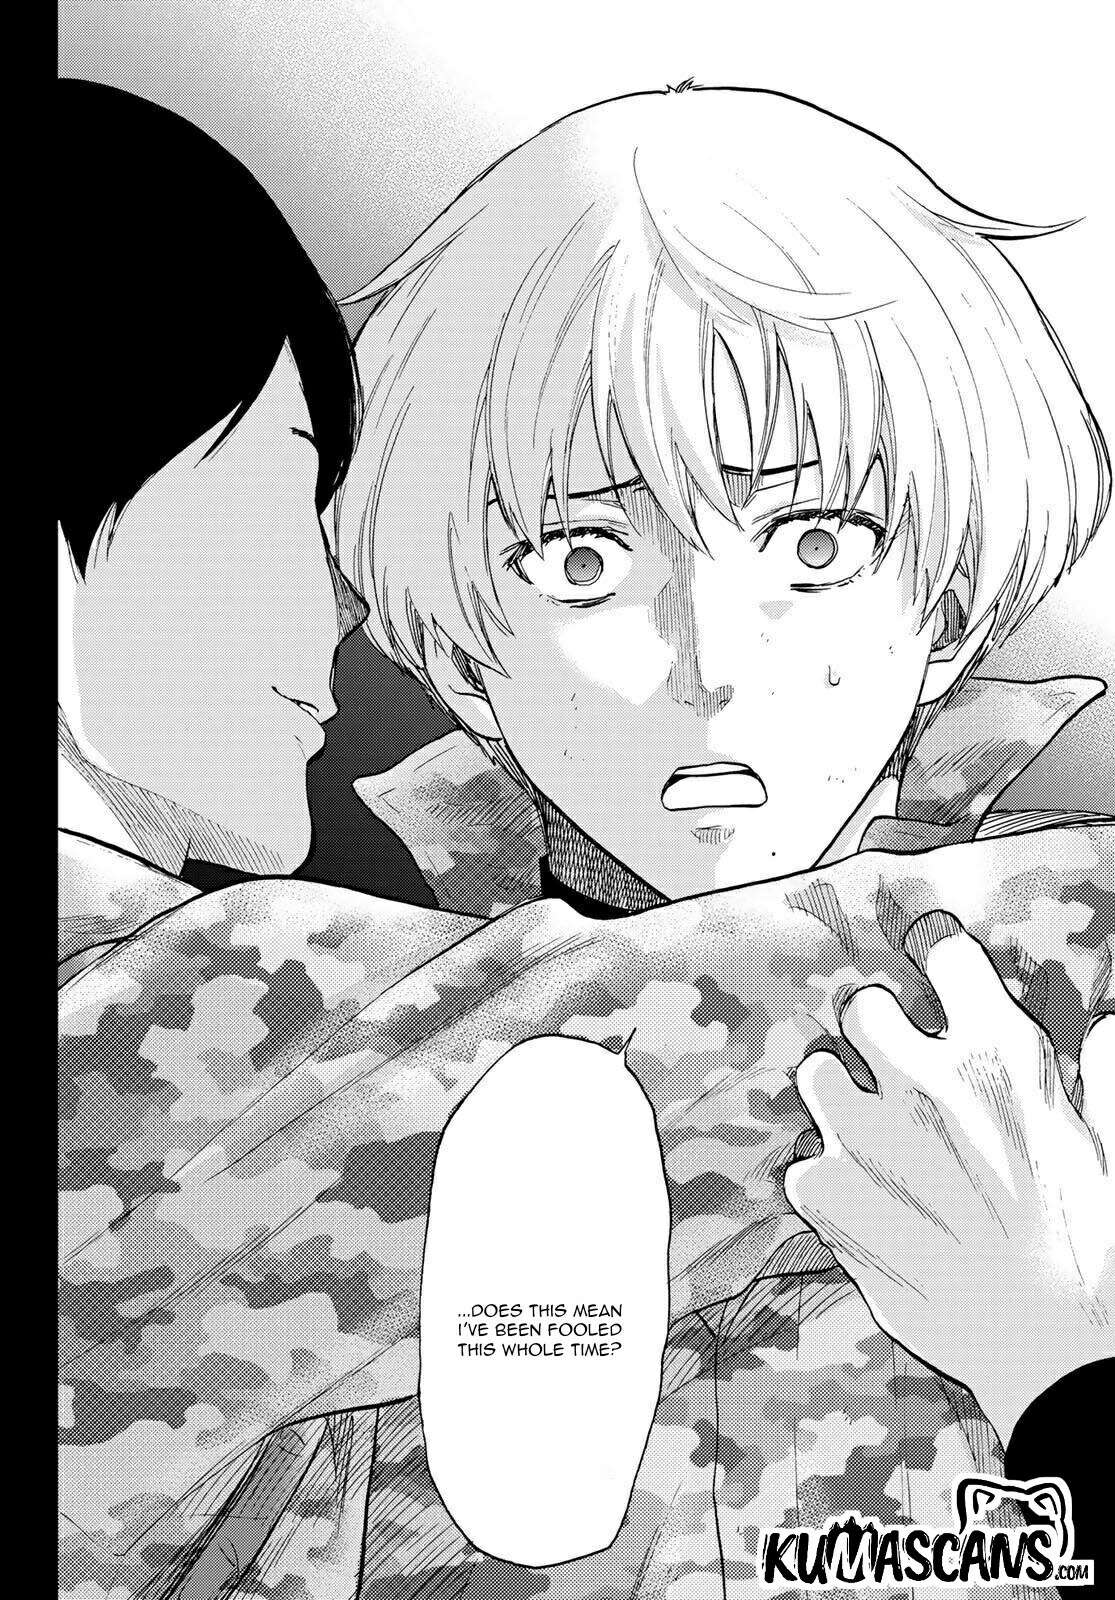 ...DOES THIS MEAN
I'VE BEEN FOOLED
THIS WHOLE TIME?
KUMASCANS.COM